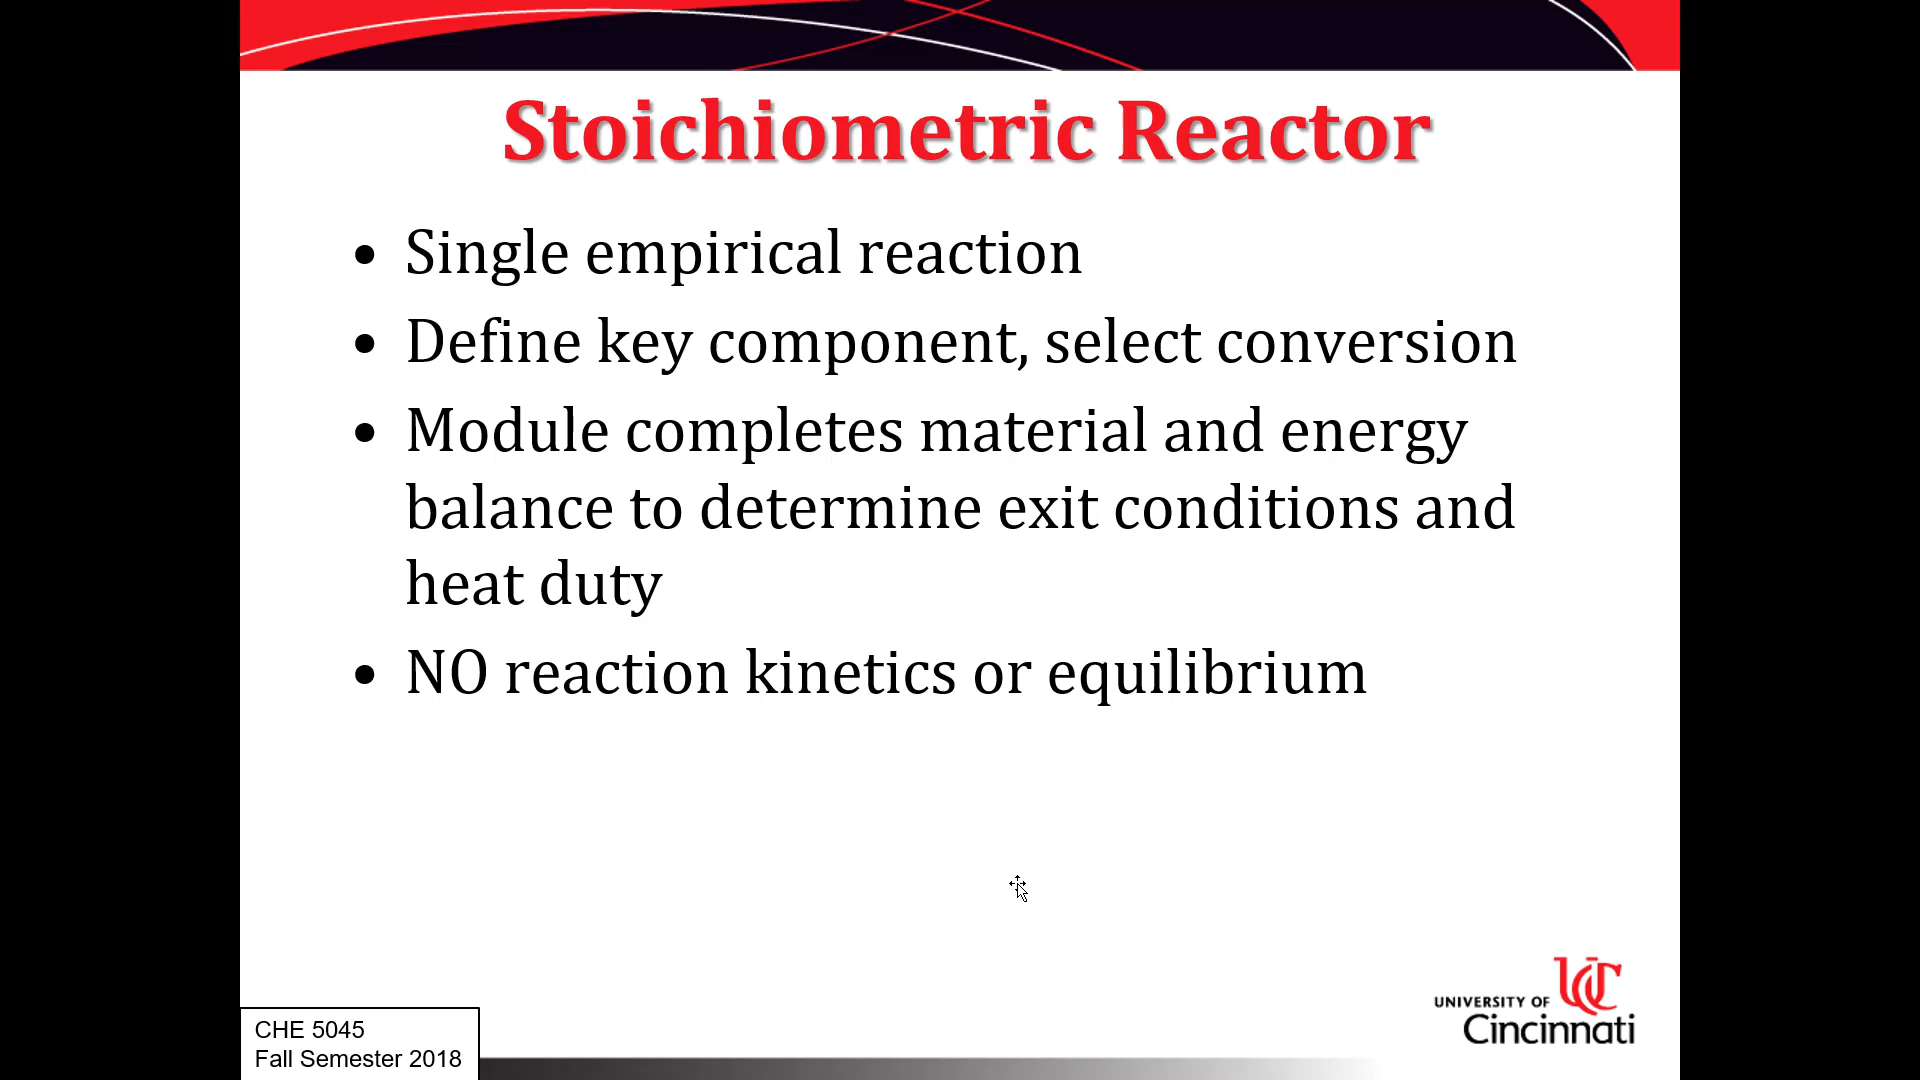 Stoichiometric Reactor
• Single empirical reaction
• Define key component, select conversion
• Module completes material and energy
balance to determine exit conditions and
heat duty
• NO reaction kinetics or equilibrium
UC
UNIVERSITY OF
Cincinnati
CHE 5045
Fall Semester 2018